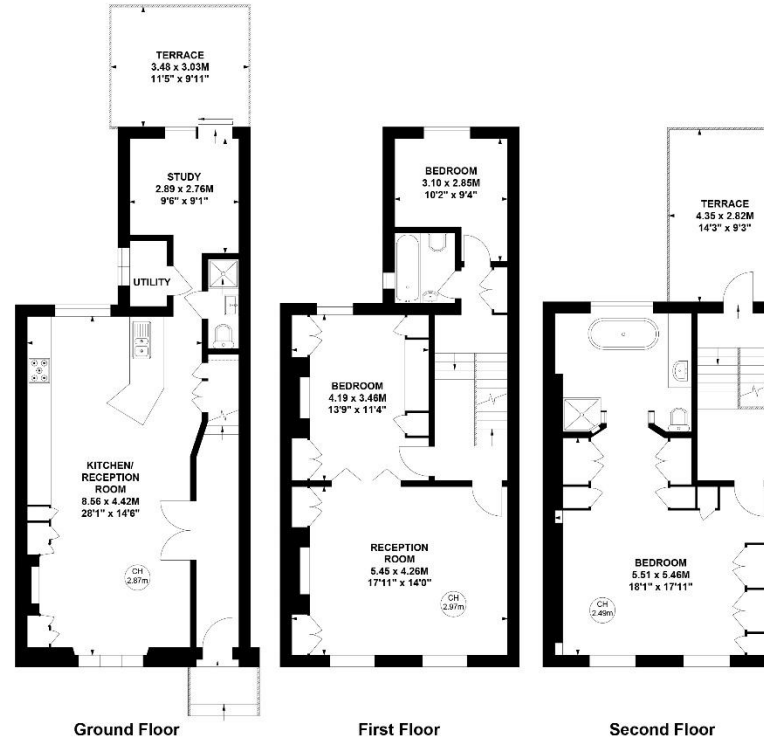 TERRACE
3.48 x 3.03M
11'5" x 9'11"
STUDY
2.89 x 2.76M
9'6" x 9'1"
UTILITY
KITCHEN/
RECEPTION
ROOM
8.56 x 4.42M
28'1" x 14'6"
CH
2.87m
Ground Floor
BEDROOM
3.10 x 2.85M
10'2" x 9'4"
BEDROOM
4.19 x 3.46M
13'9" x 11'4"
RECEPTION
ROOM
5.45 x 4.26M
17'11" x 14'0"
CH
2.97m
First Floor
TERRACE
4.35 x 2.82M
14'3" x 9'3"
BEDROOM
5.51 x 5.46M
18'1" x 17'11"
CH
2.49m
Second Floor